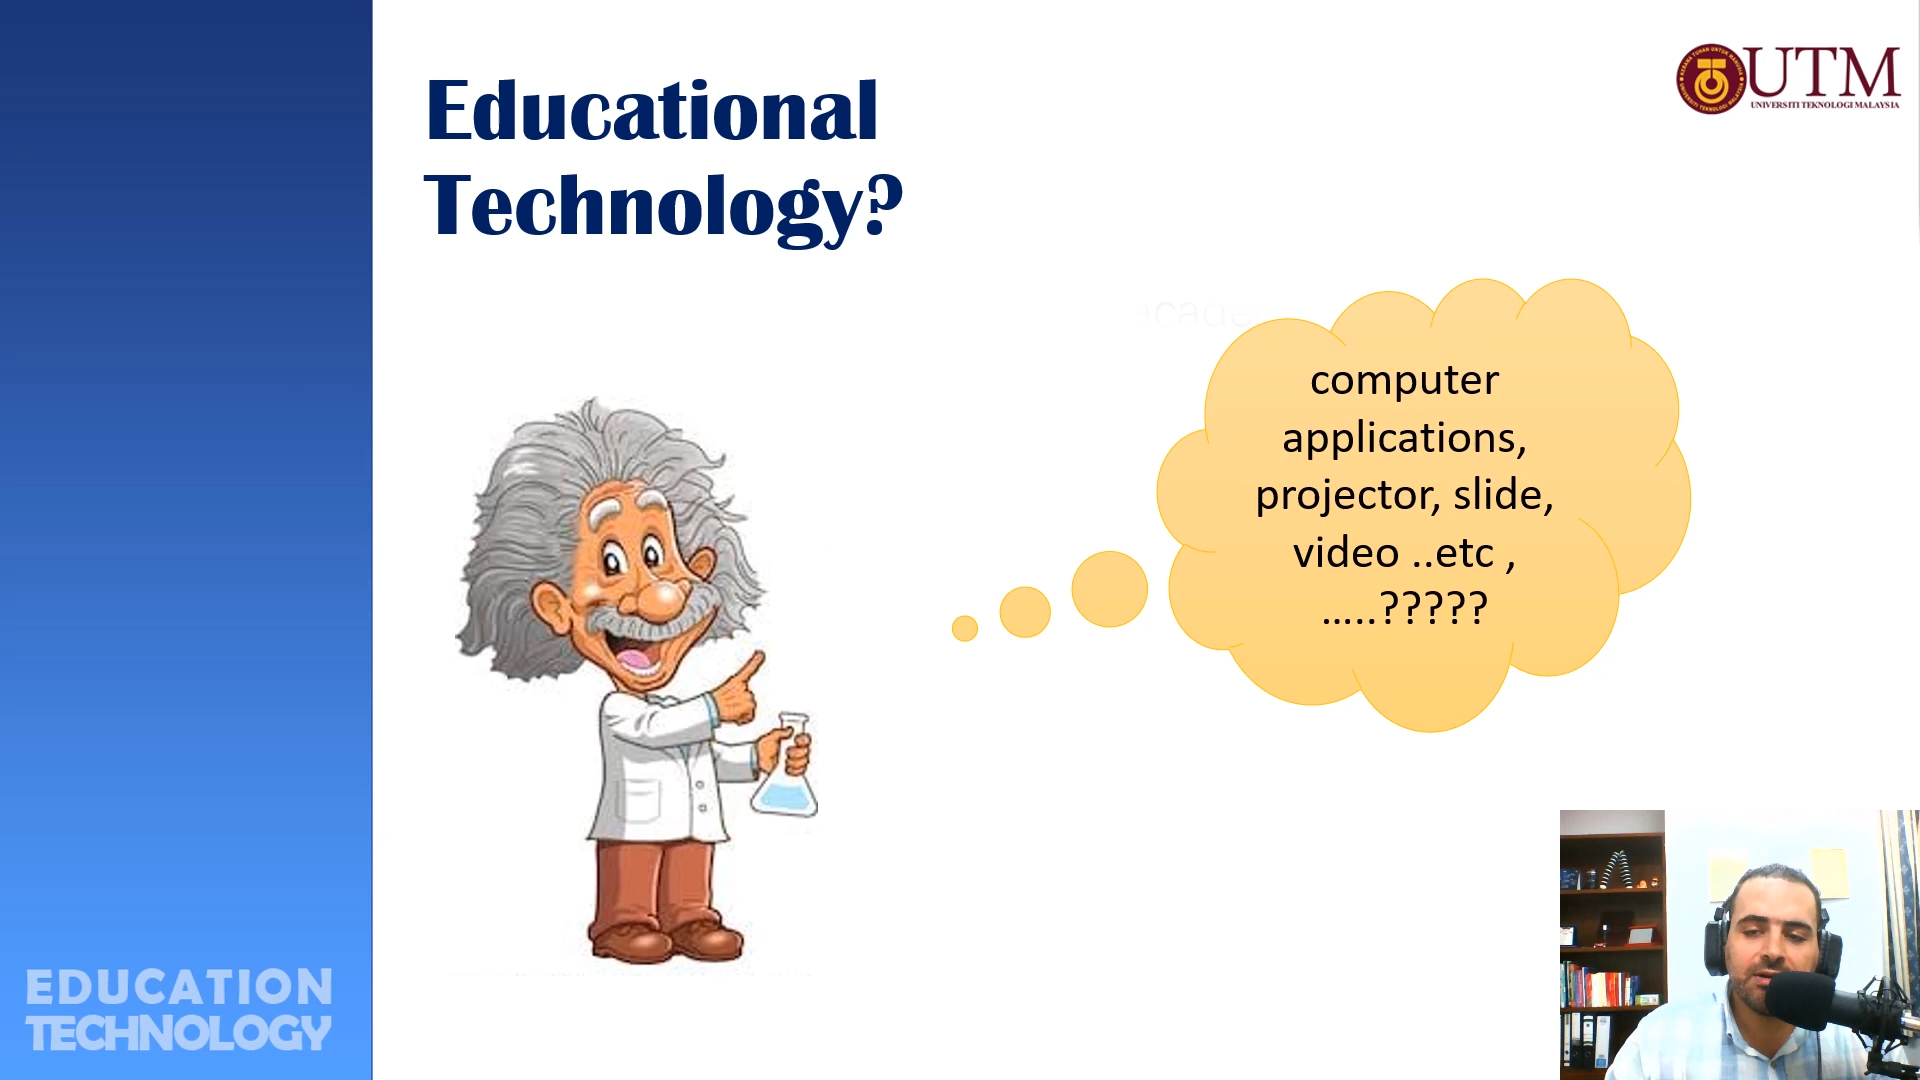 Educational
Technology?
UTM
UNIVERSITI TEKNOLOGI MALAYSIA
computer
applications,
projector, slide,
video ..etc ,
…..?????
EDUCATION
TECHNOLOGY